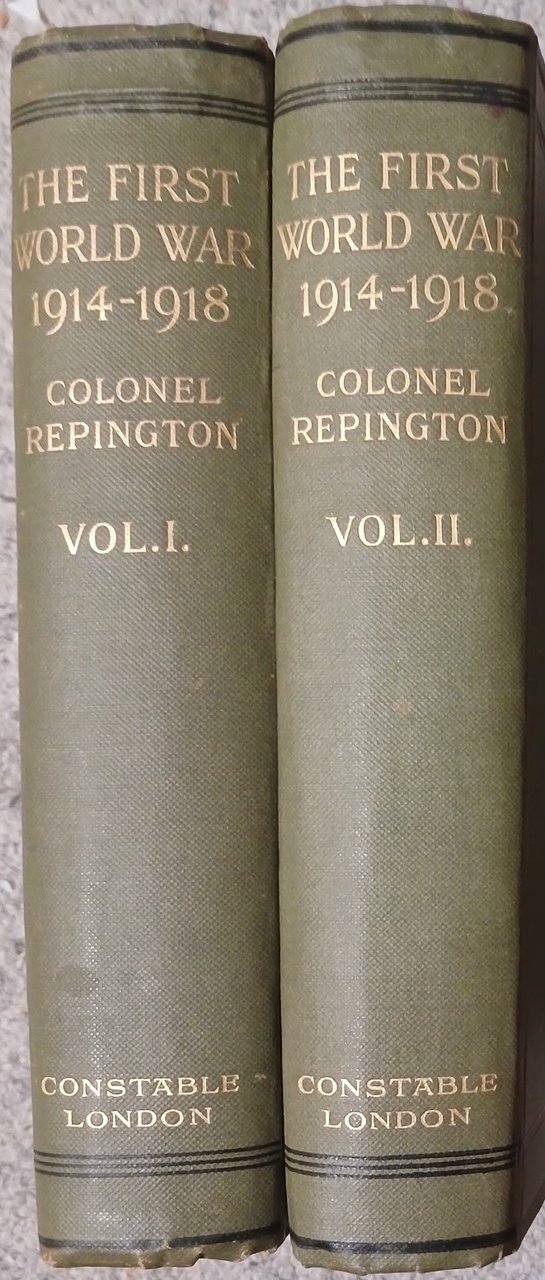 THE FIRST
WORLD WAR
1914-1918
COLONEL
REPINGTON
VOL.I.
CONSTABLE
LONDON
THE FIRST
WORLD WAR
1914-1918
COLONEL
REPINGTON
VOL.II.
CONSTABLE
LONDON